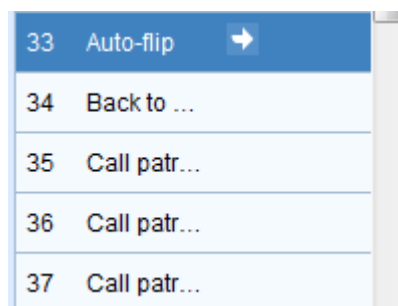 33 Auto-flip
34 Back to ...
35 Call patr...
36 Call patr...
37 Call patr...